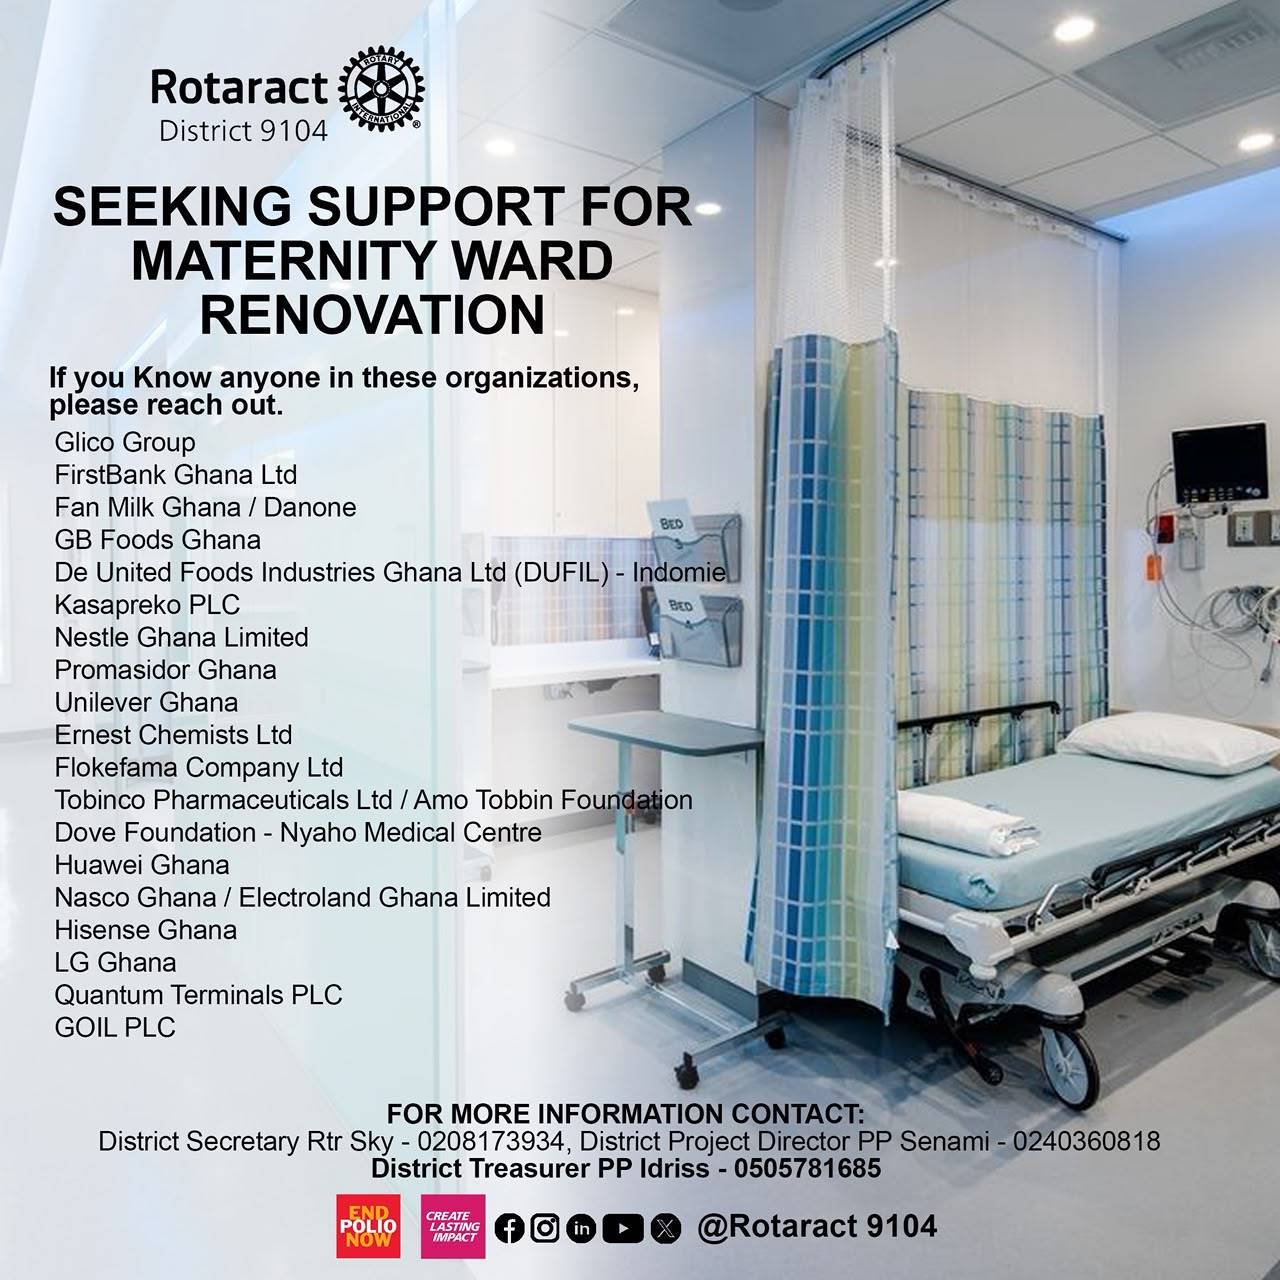 Rotaract
District 9104
ROTARY
INTERNATIONAL
®
SEEKING SUPPORT FOR
MATERNITY WARD
RENOVATION
If you Know anyone in these organizations,
please reach out.
Glico Group
FirstBank Ghana Ltd
Fan Milk Ghana / Danone
GB Foods Ghana
De United Foods Industries Ghana Ltd (DUFIL) - Indomie
Kasapreko PLC
Nestle Ghana Limited
Promasidor Ghana
Unilever Ghana
Ernest Chemists Ltd
Flokefama Company Ltd
Tobinco Pharmaceuticals Ltd / Amo Tobbin Foundation
Dove Foundation - Nyaho Medical Centre
Huawei Ghana
Nasco Ghana / Electroland Ghana Limited
Hisense Ghana
LG Ghana
Quantum Terminals PLC
GOIL PLC
BED
BED
FOR MORE INFORMATION CONTACT:
District Secretary Rtr Sky - 0208173934, District Project Director PP Senami - 0240360818
District Treasurer PP Idriss - 0505781685
END
POLIO
NOW
CREATE
LASTING
IMPACT
@Rotaract 9104